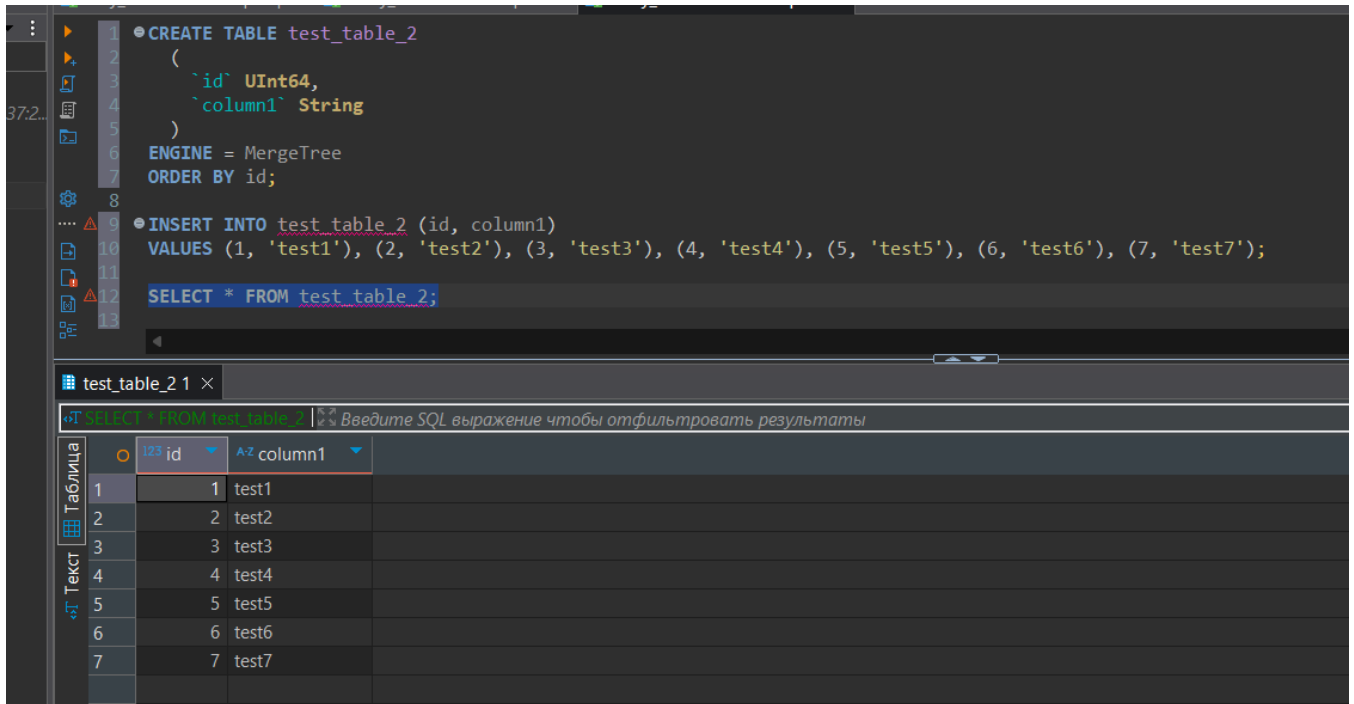 1 CREATE TABLE test_table_2
2 (
3 `id` UInt64,
37:2...
4 `column1` String
5 )
6 ENGINE = MergeTree
7 ORDER BY id;
8
9 INSERT INTO test_table_2 (id, column1)
10 VALUES (1, 'test1'), (2, 'test2'), (3, 'test3'), (4, 'test4'), (5, 'test5'), (6, 'test6'), (7, 'test7');
11
12 SELECT * FROM test_table_2;
13
test_table_2 1
SELECT * FROM test_table_2 Введите SQL выражение чтобы отфильтровать результаты
Таблица
Текст
123 id A-Z column1
1 1 test1
2 2 test2
3 3 test3
4 4 test4
5 5 test5
6 6 test6
7 7 test7